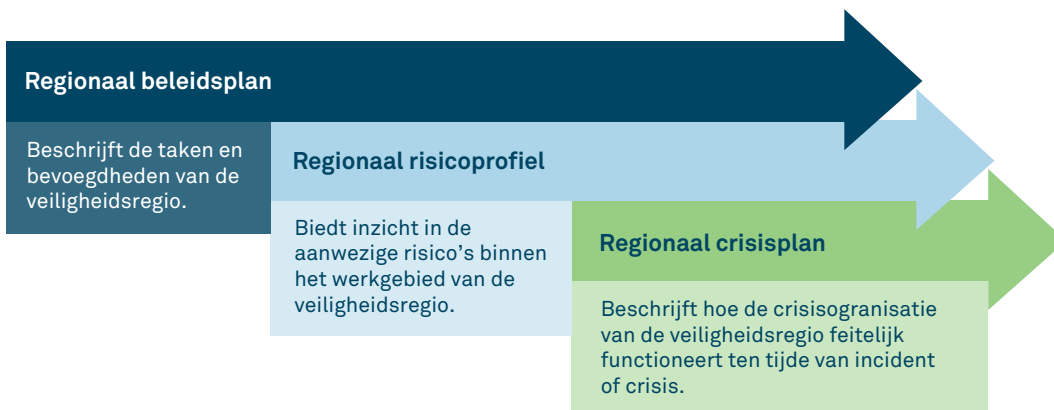 Regionaal beleidsplan
Beschrijft de taken en
bevoegdheden van de
veiligheidsregio.
Regionaal risicoprofiel
Biedt inzicht in de
aanwezige risico’s binnen
het werkgebied van de
veiligheidsregio.
Regionaal crisisplan
Beschrijft hoe de crisisogranisatie
van de veiligheidsregio feitelijk
functioneert ten tijde van incident
of crisis.